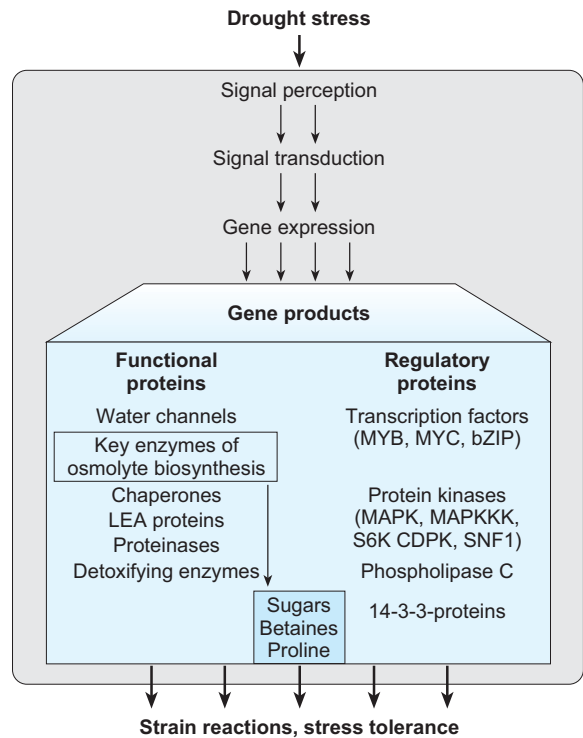 Drought stress
Signal perception
Signal transduction
Gene expression
Gene products
Functional
proteins
Water channels
Key enzymes of
osmolyte biosynthesis
Chaperones
LEA proteins
Proteinases
Detoxifying enzymes
Sugars
Betaines
Proline
Regulatory
proteins
Transcription factors
(MYB, MYC, bZIP)
Protein kinases
(MAPK, MAPKKK,
S6K CDPK, SNF1)
Phospholipase C
14-3-3-proteins
Strain reactions, stress tolerance